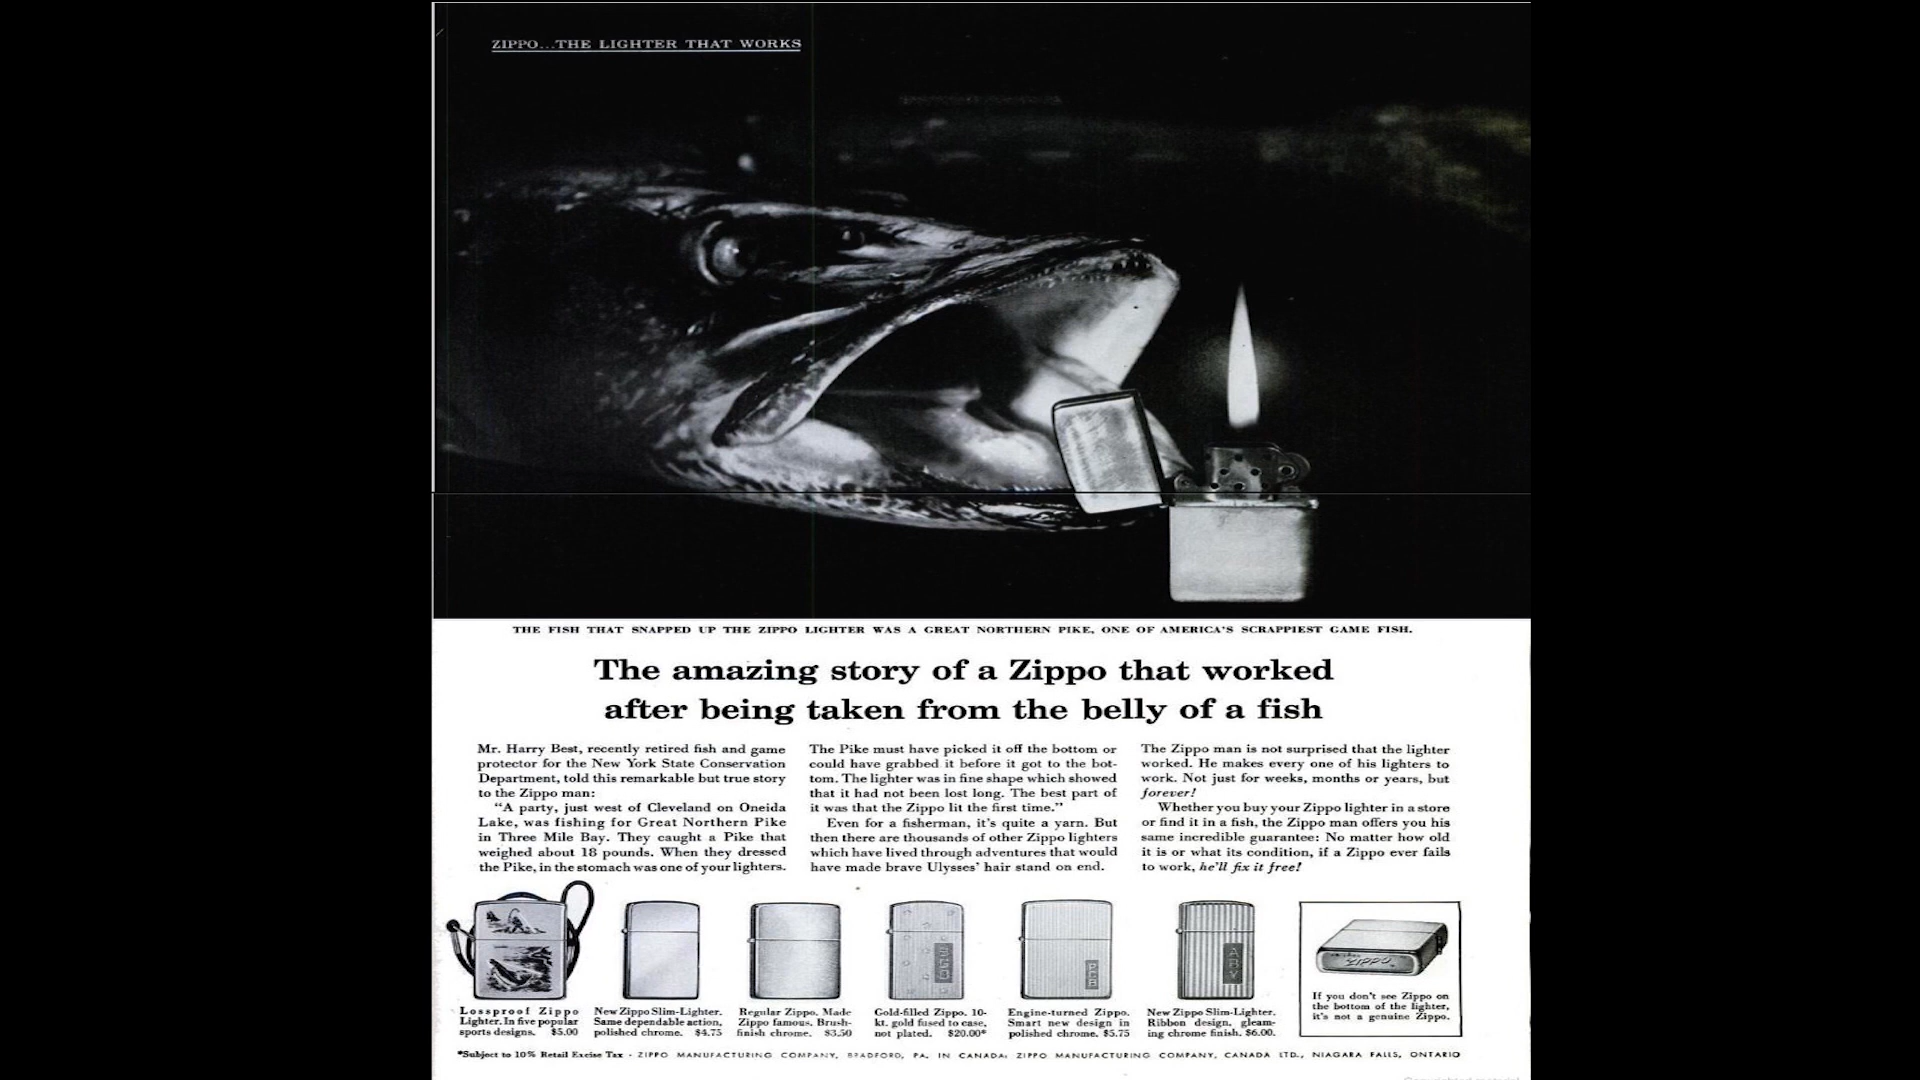 ZIPPO...THE LIGHTER THAT WORKS
THE FISH THAT SNAPPED UP THE ZIPPO LIGHTER WAS A GREAT NORTHERN PIKE, ONE OF AMERICA'S SCRAPPIEST GAME FISH.
The amazing story of a Zippo that worked
after being taken from the belly of a fish
Mr. Harry Best, recently retired fish and game
protector for the New York State Conservation
Department, told this remarkable but true story
to the Zippo man:
"A party, just west of Cleveland on Oneida
Lake, was fishing for Great Northern Pike
in Three Mile Bay. They caught a Pike that
weighed about 18 pounds. When they dressed
the Pike, in the stomach was one of your lighters.
The Pike must have picked it off the bottom or
could have grabbed it before it got to the bot-
tom. The lighter was in fine shape which showed
that it had not been lost long. The best part of
it was that the Zippo lit the first time."
Even for a fisherman, it's quite a yarn. But
then there are thousands of other Zippo lighters
which have lived through adventures that would
have made brave Ulysses' hair stand on end.
The Zippo man is not surprised that the lighter
worked. He makes every one of his lighters to
work. Not just for weeks, months or years, but
forever!
Whether you buy your Zippo lighter in a store
or find it in a fish, the Zippo man offers you his
same incredible guarantee: No matter how old
it is or what its condition, if a Zippo ever fails
to work, he'll fix it free!
Lossproof Zippo
Lighter. In five popular
sports designs. $5.00
New Zippo Slim-Lighter.
Same dependable action,
polished chrome. $4.75
Regular Zippo. Made
Zippo famous. Brush-
finish chrome. $3.50
Gold-filled Zippo. 10-
kt. gold fused to case,
not plated. $20.00*
PCB
Engine-turned Zippo.
Smart new design in
polished chrome. $5.75
ARV
New Zippo Slim-Lighter.
Ribbon design, gleam-
ing chrome finish. $6.00.
ZIPPO
If you don't see Zippo on
the bottom of the lighter,
it's not a genuine Zippo.
*Subject to 10% Retail Excise Tax · ZIPPO MANUFACTURING COMPANY, BRADFORD, PA. IN CANADA: ZIPPO MANUFACTURING COMPANY, CANADA LTD., NIAGARA FALLS, ONTARIO